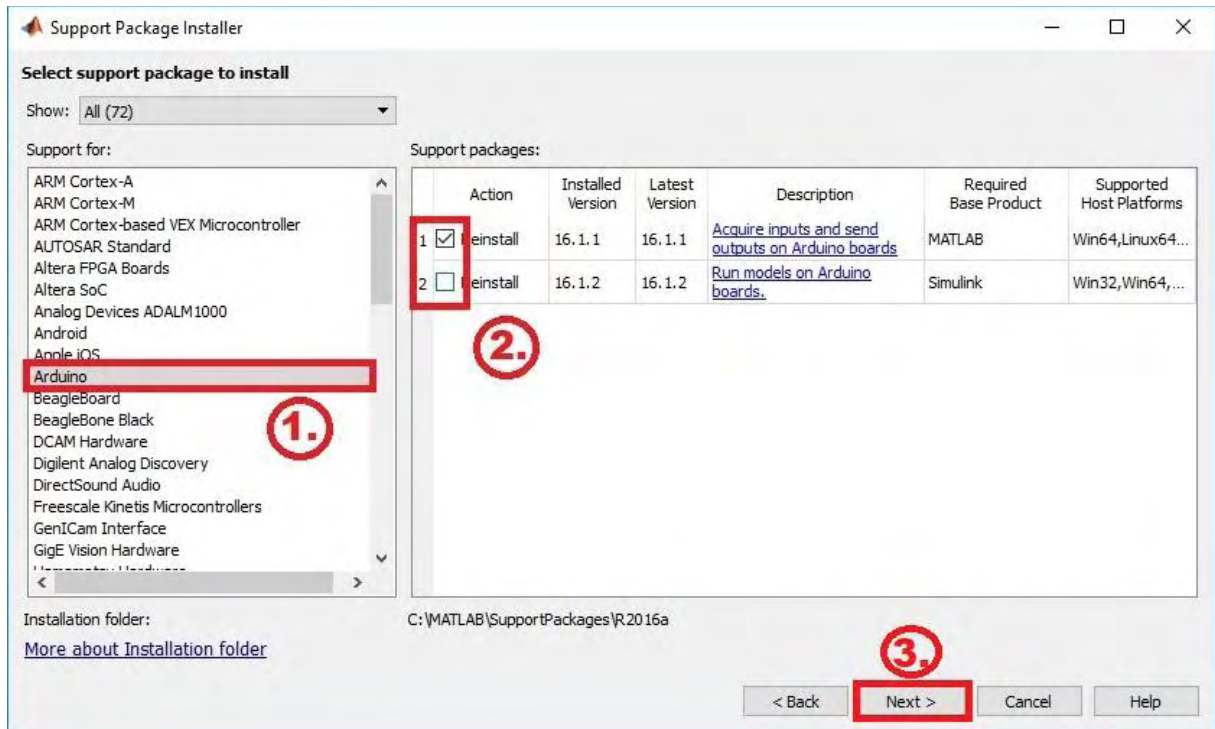 Support Package Installer
Select support package to install
Show: All (72)
Support for:
ARM Cortex-A
ARM Cortex-M
ARM Cortex-based VEX Microcontroller
AUTOSAR Standard
Altera FPGA Boards
Altera SoC
Analog Devices ADALM1000
Android
Apple iOS
Arduino
BeagleBoard
BeagleBone Black
DCAM Hardware
Digilent Analog Discovery
DirectSound Audio
Freescale Kinetis Microcontrollers
GenICam Interface
GigE Vision Hardware
1.
Support packages:
Action Installed Version Latest Version Description Required Base Product Supported Host Platforms
1 Reinstall 16.1.1 16.1.1 Acquire inputs and send outputs on Arduino boards MATLAB Win64,Linux64...
2 Reinstall 16.1.2 16.1.2 Run models on Arduino boards. Simulink Win32,Win64,...
2.
Installation folder: C:\MATLAB\SupportPackages\R2016a
More about Installation folder
3.
< Back Next > Cancel Help